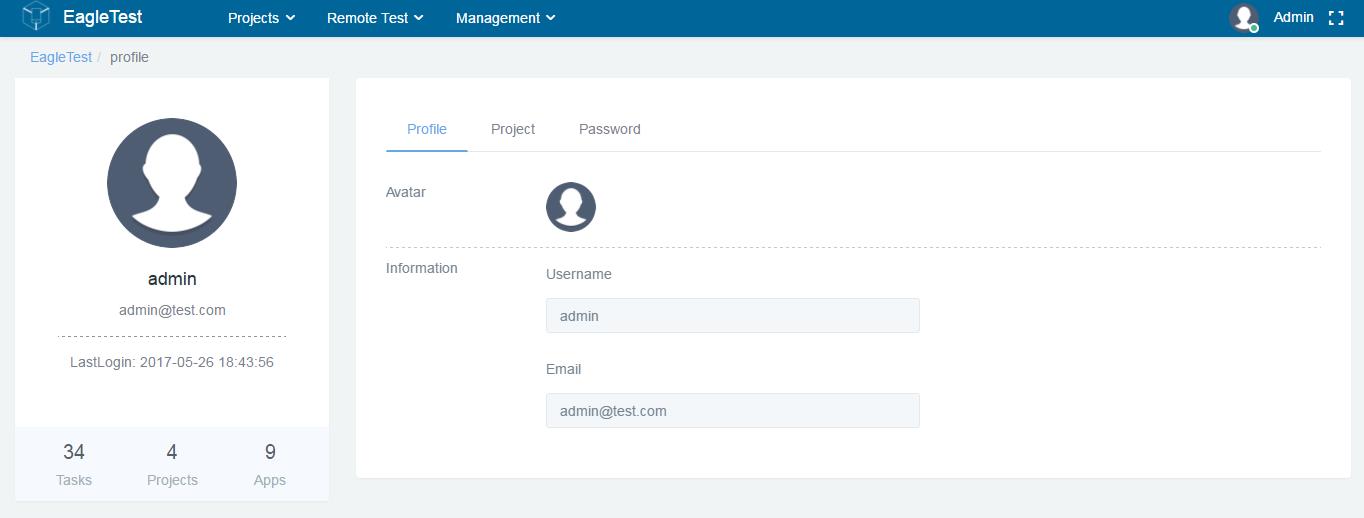 EagleTest Projects Remote Test Management Admin
EagleTest / profile
admin
admin@test.com
LastLogin: 2017-05-26 18:43:56
34 4 9
Tasks Projects Apps
Profile Project Password
Avatar
Information
Username
admin
Email
admin@test.com